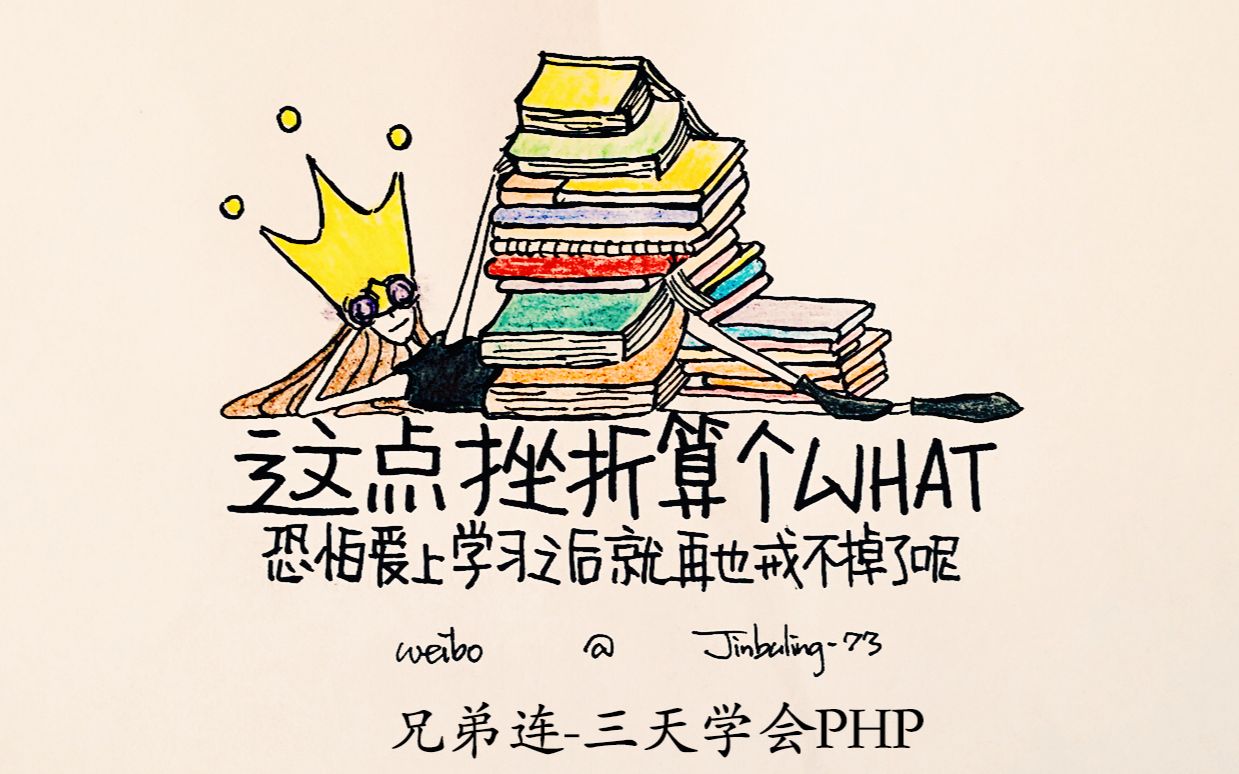 这点挫折算个WHAT
恐怕爱上学习之后就再也戒不掉了呢
weibo @ Jinbuling-73
兄弟连-三天学会PHP